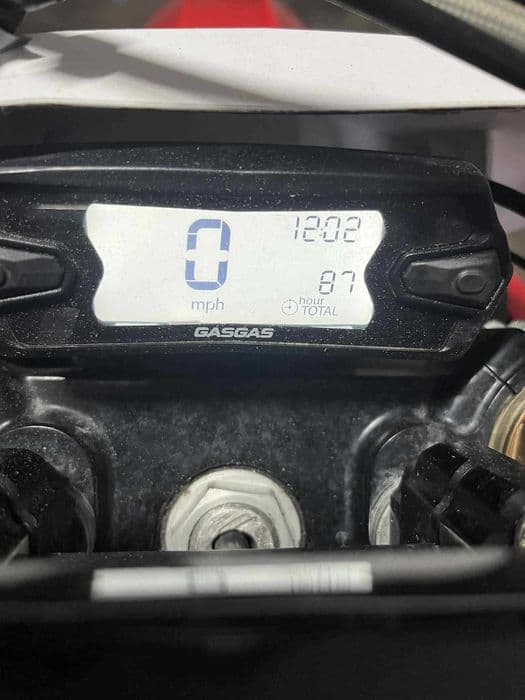 0
mph
12:02
87
hour
TOTAL
GASGAS